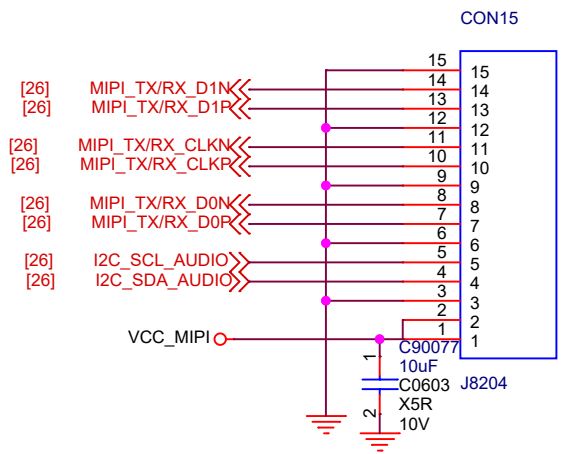 CON15
15 15
[26] MIPI_TX/RX_D1N 14 14
[26] MIPI_TX/RX_D1P 13 13
12 12
[26] MIPI_TX/RX_CLKN 11 11
[26] MIPI_TX/RX_CLKP 10 10
9 9
[26] MIPI_TX/RX_D0N 8 8
[26] MIPI_TX/RX_D0P 7 7
6 6
[26] I2C_SCL_AUDIO 5 5
[26] I2C_SDA_AUDIO 4 4
3 3
2 2
VCC_MIPI 1 1
C90077
1 10uF
C0603 J8204
X5R
2 10V